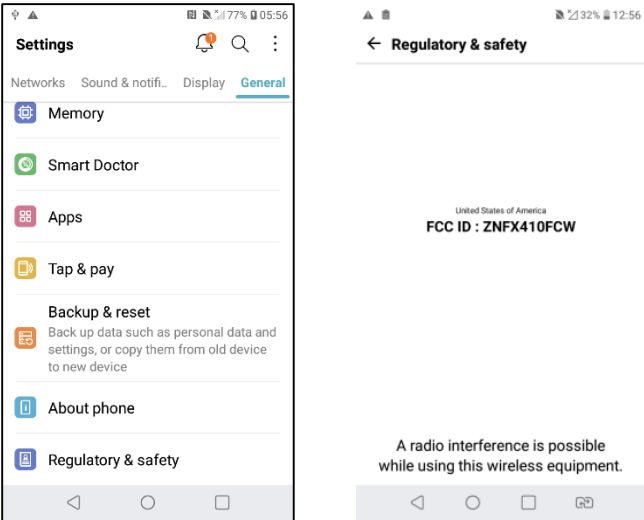 77% 05:56
Settings
1
Networks Sound & notifi.. Display General
Memory
Smart Doctor
Apps
Tap & pay
Backup & reset
Back up data such as personal data and
settings, or copy them from old device
to new device
About phone
Regulatory & safety
32% 12:56
Regulatory & safety
United States of America
FCC ID : ZNFX410FCW
A radio interference is possible
while using this wireless equipment.